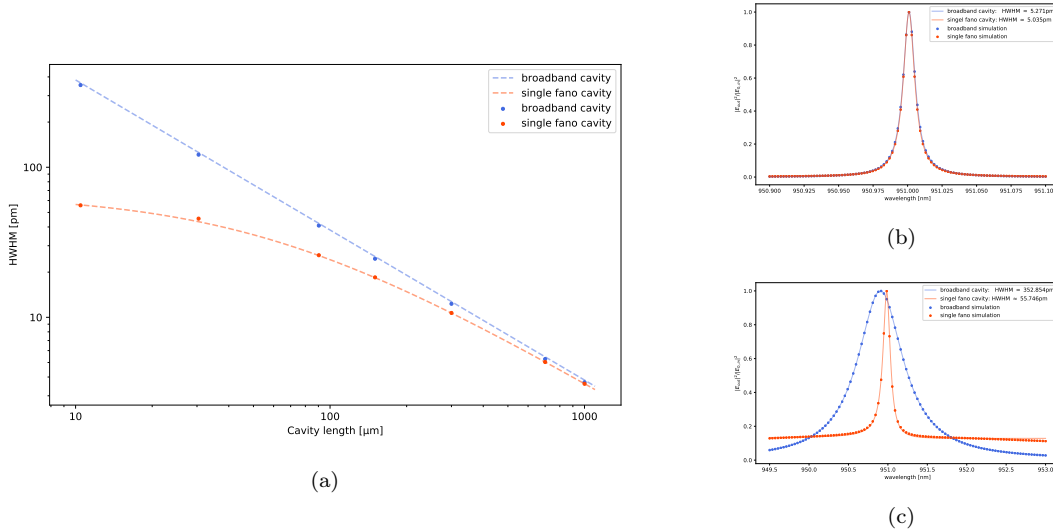 broadband cavity
single fano cavity
broadband cavity
single fano cavity
100
10
HWHM [pm]
10
100
1000
Cavity length [μm]
(a)
broadband cavity: HWHM = 5.271pm
singel fano cavity: HWHM = 5.035pm
broadband simulation
single fano simulation
1.0
0.8
0.6
0.4
0.2
0.0
950.900
950.925
950.950
950.975
951.000
951.025
951.050
951.075
951.100
wavelength [nm]
(b)
broadband cavity: HWHM = 352.854pm
singel fano cavity: HWHM = 55.746pm
broadband simulation
single fano simulation
1.0
0.8
0.6
0.4
0.2
0.0
949.5
950.0
950.5
951.0
951.5
952.0
952.5
953.0
wavelength [nm]
(c)